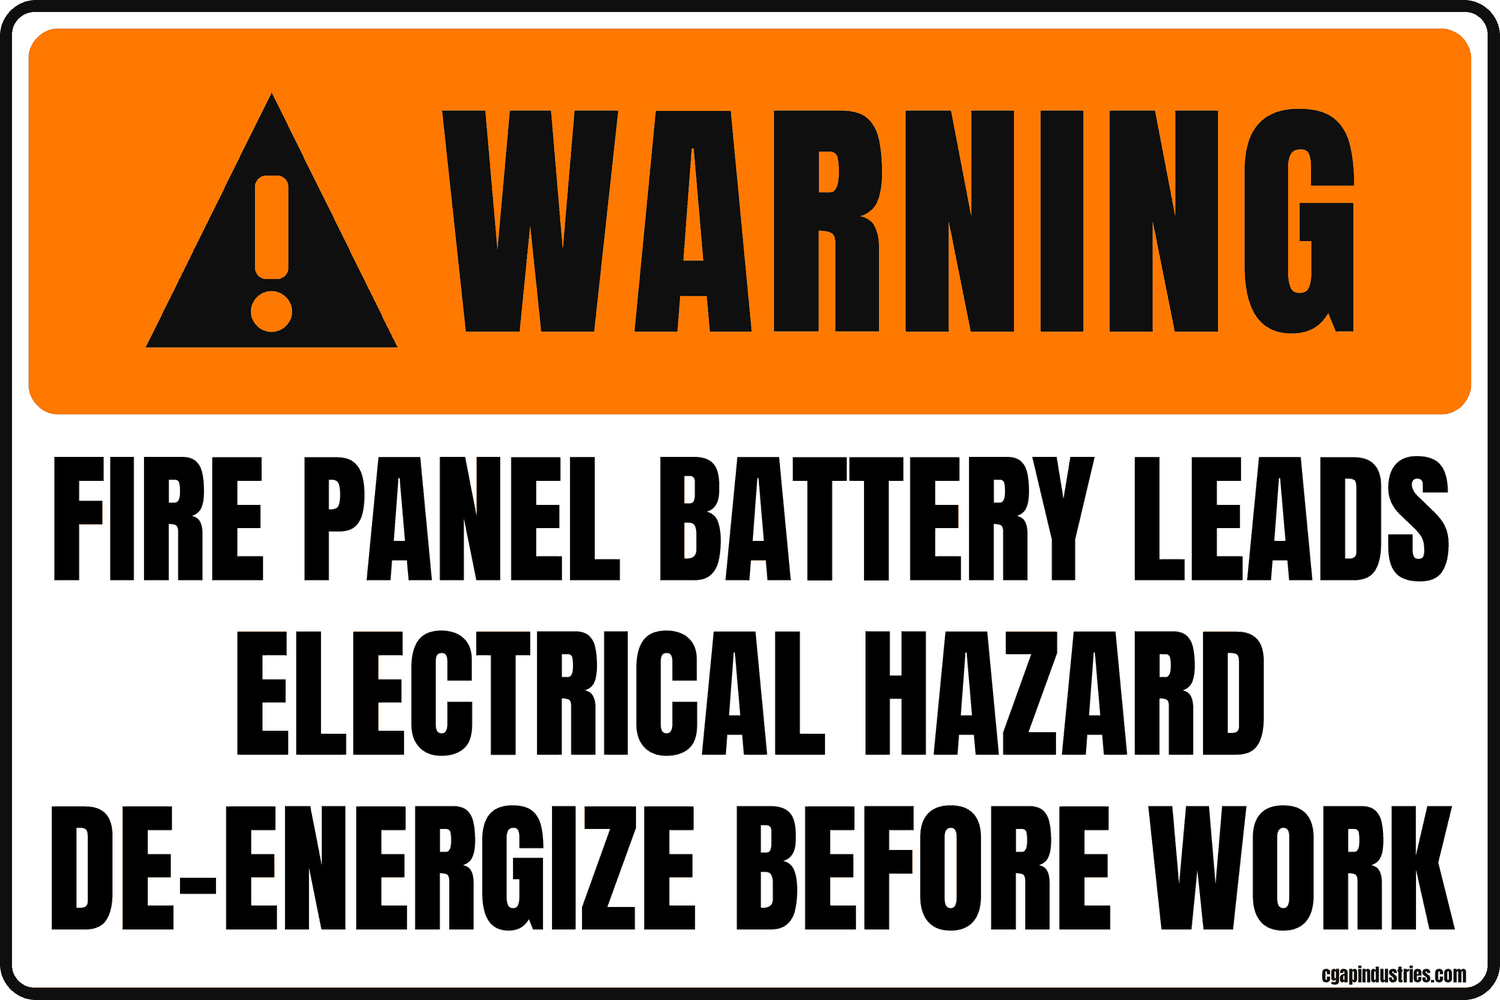 WARNING
FIRE PANEL BATTERY LEADS
ELECTRICAL HAZARD
DE-ENERGIZE BEFORE WORK
cgapindustries.com